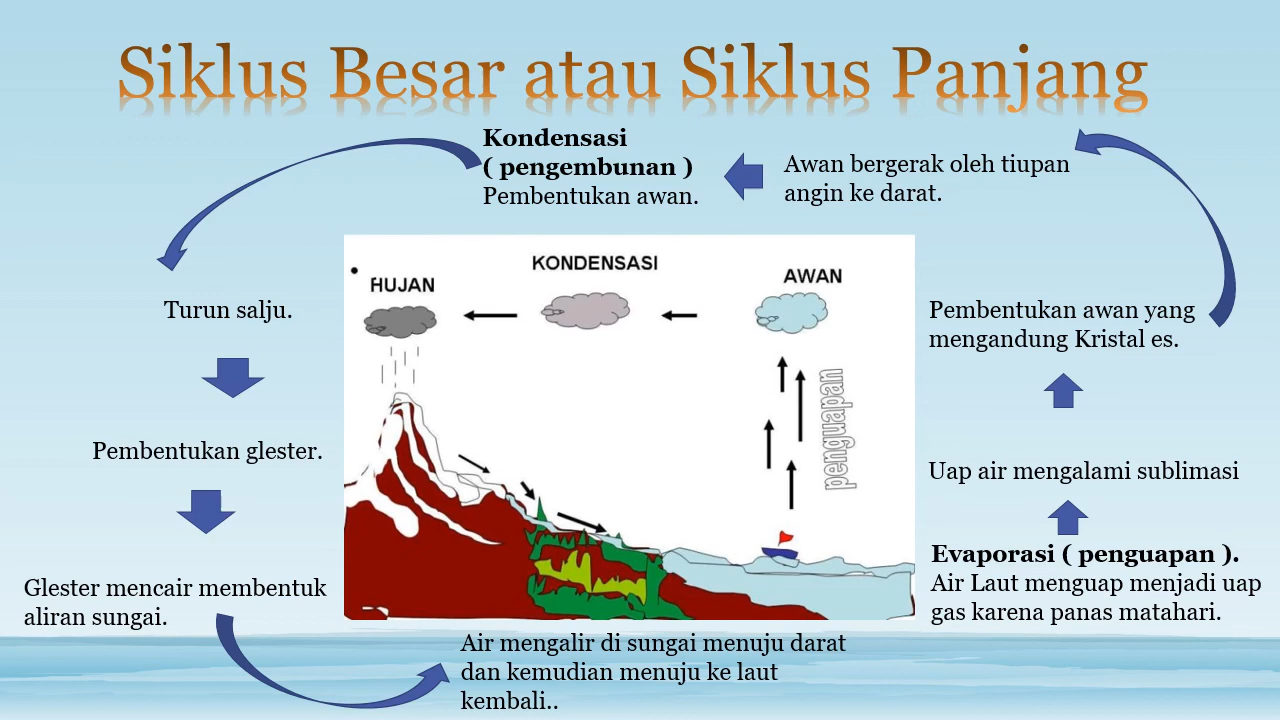 Siklus Besar atau Siklus Panjang
Kondensasi
( pengembunan )
Pembentukan awan.
Awan bergerak oleh tiupan
angin ke darat.
Turun salju.
Pembentukan glester.
Glester mencair membentuk
aliran sungai.
• HUJAN
KONDENSASI
AWAN
penguapan
Pembentukan awan yang
mengandung Kristal es.
Uap air mengalami sublimasi
Evaporasi ( penguapan ).
Air Laut menguap menjadi uap
gas karena panas matahari.
Air mengalir di sungai menuju darat
dan kemudian menuju ke laut
kembali..